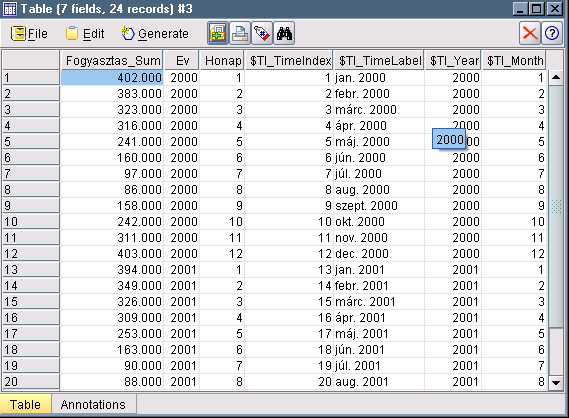 Table (7 fields, 24 records) #3
File Edit Generate
Fogyasztas_Sum Ev Honap $TI_TimeIndex $TI_TimeLabel $TI_Year $TI_Month
1 402.000 2000 1 1 jan. 2000 2000 1
2 383.000 2000 2 2 febr. 2000 2000 2
3 323.000 2000 3 3 márc. 2000 2000 3
4 316.000 2000 4 4 ápr. 2000 2000 4
5 241.000 2000 5 5 máj. 2000 2000 5
2000
6 160.000 2000 6 6 jún. 2000 2000 6
7 97.000 2000 7 7 júl. 2000 2000 7
8 86.000 2000 8 8 aug. 2000 2000 8
9 158.000 2000 9 9 szept. 2000 2000 9
10 242.000 2000 10 10 okt. 2000 2000 10
11 311.000 2000 11 11 nov. 2000 2000 11
12 403.000 2000 12 12 dec. 2000 2000 12
13 394.000 2001 1 13 jan. 2001 2001 1
14 349.000 2001 2 14 febr. 2001 2001 2
15 326.000 2001 3 15 márc. 2001 2001 3
16 309.000 2001 4 16 ápr. 2001 2001 4
17 253.000 2001 5 17 máj. 2001 2001 5
18 163.000 2001 6 18 jún. 2001 2001 6
19 90.000 2001 7 19 júl. 2001 2001 7
20 88.000 2001 8 20 aug. 2001 2001 8
Table Annotations